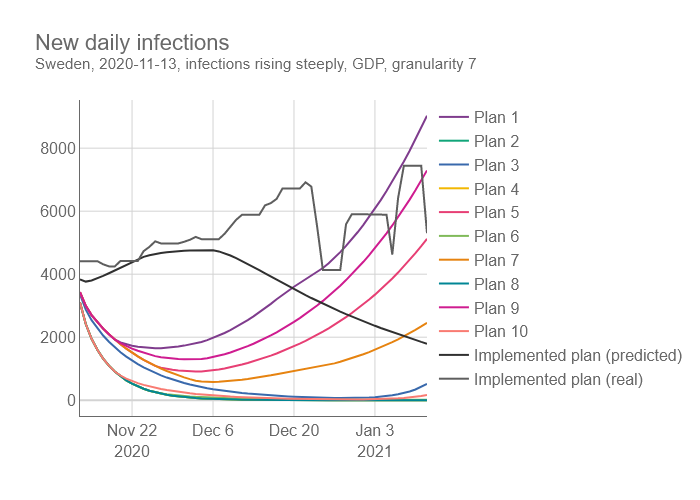 New daily infections
Sweden, 2020-11-13, infections rising steeply, GDP, granularity 7
8000
6000
4000
2000
0
Nov 22
2020
Dec 6
Dec 20
Jan 3
2021
Plan 1
Plan 2
Plan 3
Plan 4
Plan 5
Plan 6
Plan 7
Plan 8
Plan 9
Plan 10
Implemented plan (predicted)
Implemented plan (real)